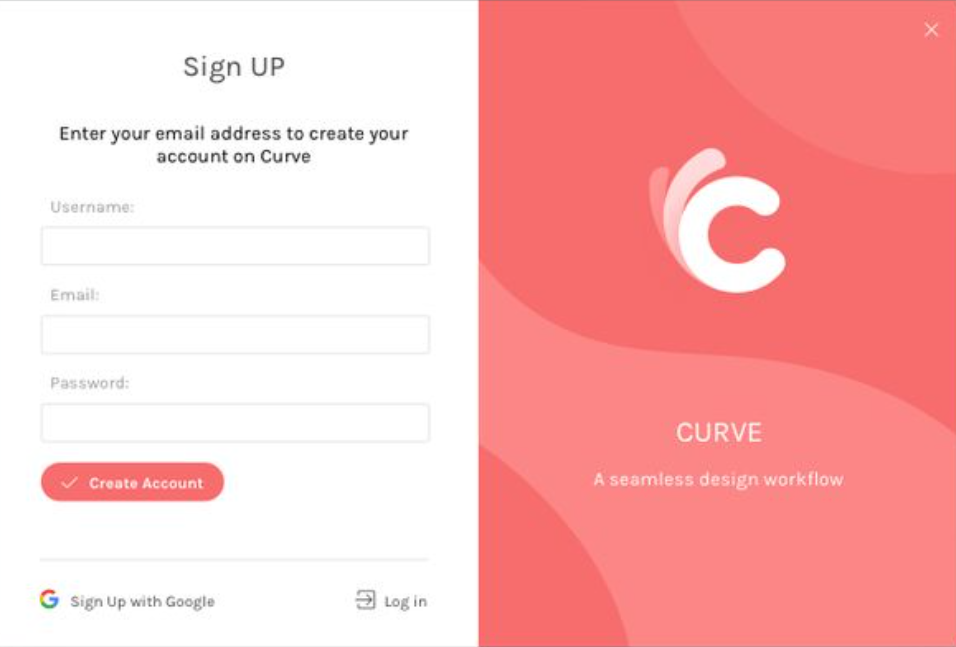 Sign UP
Enter your email address to create your
account on Curve
Username:
Email:
Password:
Create Account
Sign Up with Google
Log in
CURVE
A seamless design workflow